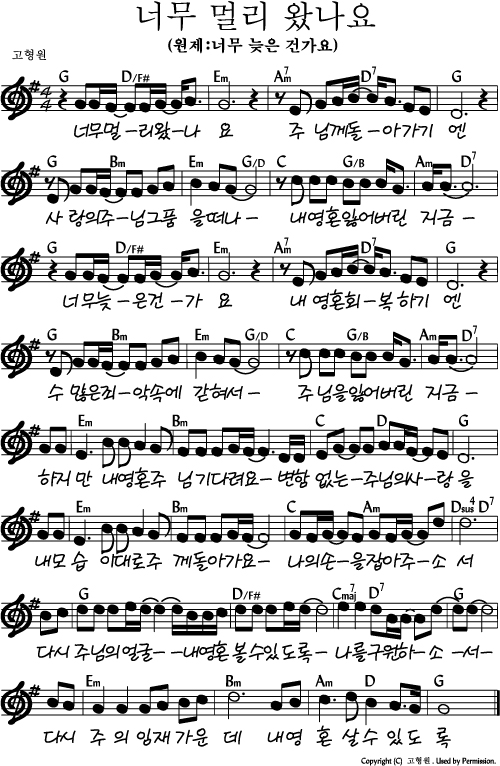 너무 멀리 왔나요
(원제:너무 늦은 건가요)
고형원
G D/F# Em Am7 D7 G
너무멀-리왔-나 요 주 님께돌-아가기 엔
G Bm Em G/D C G/B Am D7
사 랑의주-님그품 을떠나- 내영혼잃어버린 지금-
G D/F# Em Am7 D7 G
너무늦-은건-가 요 내 영혼회-복하기 엔
G Bm Em G/D C G/B Am D7
수 많은죄-악속에 갇혀서- 주님을잃어버린 지금-
Em Bm C D G
하지 만 내영혼주 님기다려요- 변함 없는-주님의사-랑 을
Em Bm C Am Dsus4 D7
내모 습 이대로주 께돌아가요- 나의손-을잡아주-소 서
G D/F# Cmaj7 D7
다시 주님의얼굴--내영혼 볼수있도록- 나를구원하-소 서-
Em Bm Am D G
다시 주 의 임재가운 데 내영 혼 살수 있도 록
Copyright (C) 고형원 . Used by Permission.